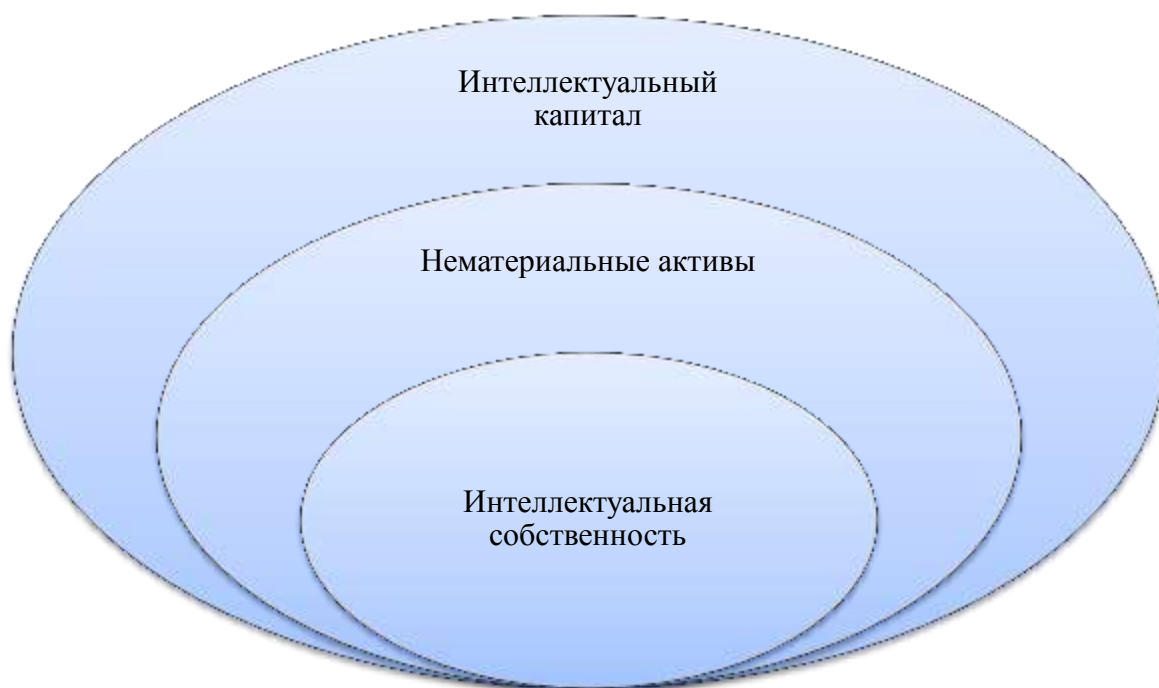 Интеллектуальный
капитал
Нематериальные активы
Интеллектуальная
собственность